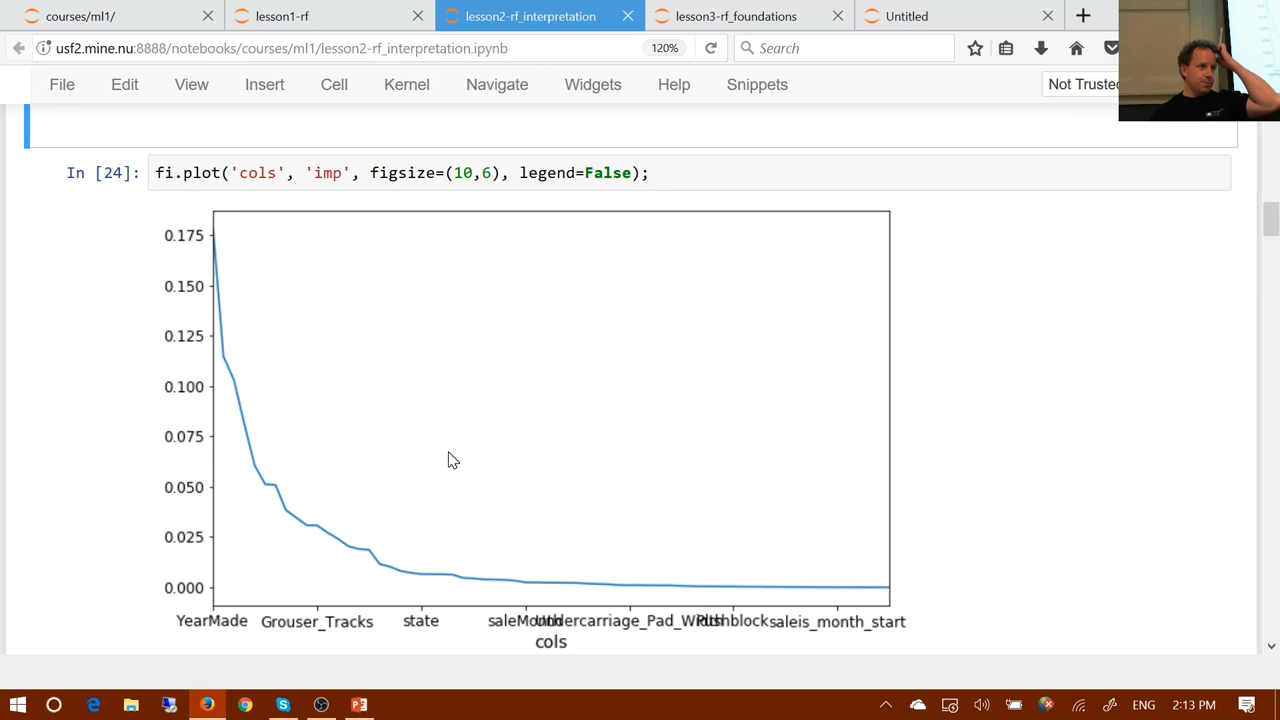 courses/ml1/
lesson1-rf
lesson2-rf_interpretation
lesson3-rf_foundations
Untitled
usf2.mine.nu:8888/notebooks/courses/ml1/lesson2-rf_interpretation.ipynb
120%
Search
File Edit View Insert Cell Kernel Navigate Widgets Help Snippets
Not Truste
In [24]: fi.plot('cols', 'imp', figsize=(10,6), legend=False);
0.175
0.150
0.125
0.100
0.075
0.050
0.025
0.000
YearMade Grouser_Tracks state saleMonth Undercarriage_Pad_Width Pushblock saleis_month_start
cols
ENG 2:13 PM